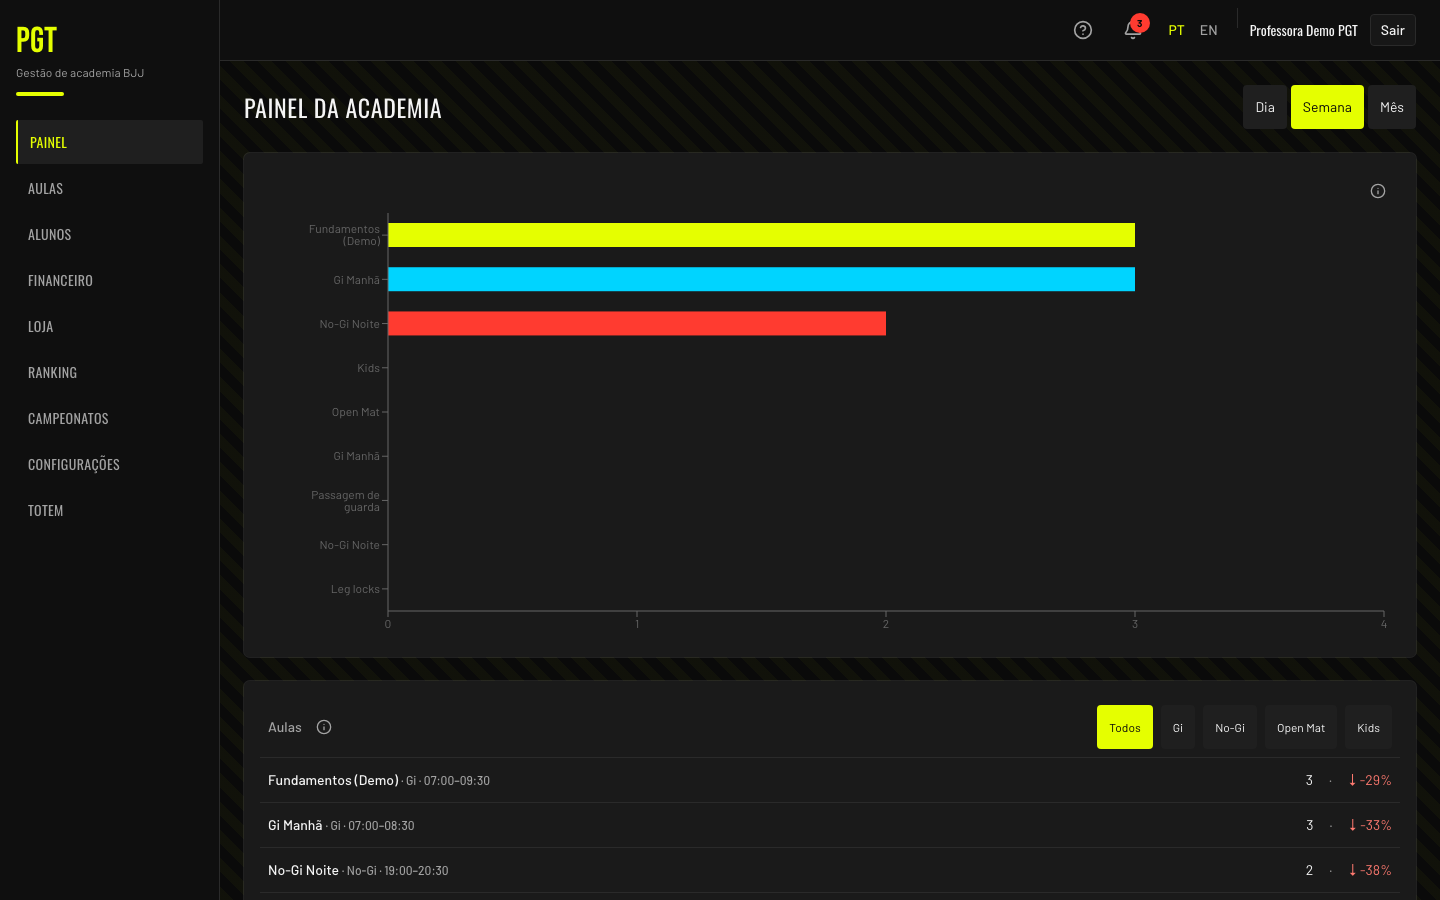 PGT
Gestão de academia BJJ
PAINEL
AULAS
ALUNOS
FINANCEIRO
LOJA
RANKING
CAMPEONATOS
CONFIGURAÇÕES
TOTEM
3
PT EN
Professora Demo PGT
Sair
PAINEL DA ACADEMIA
Dia Semana Mês
Fundamentos
(Demo)
Gi Manhã
No-Gi Noite
Kids
Open Mat
Gi Manhã
Passagem de
guarda
No-Gi Noite
Leg locks
0 1 2 3 4
Aulas
Todos Gi No-Gi Open Mat Kids
Fundamentos (Demo) · Gi · 07:00–09:30 3 · ↓ -29%
Gi Manhã · Gi · 07:00–08:30 3 · ↓ -33%
No-Gi Noite · No-Gi · 19:00–20:30 2 · ↓ -38%